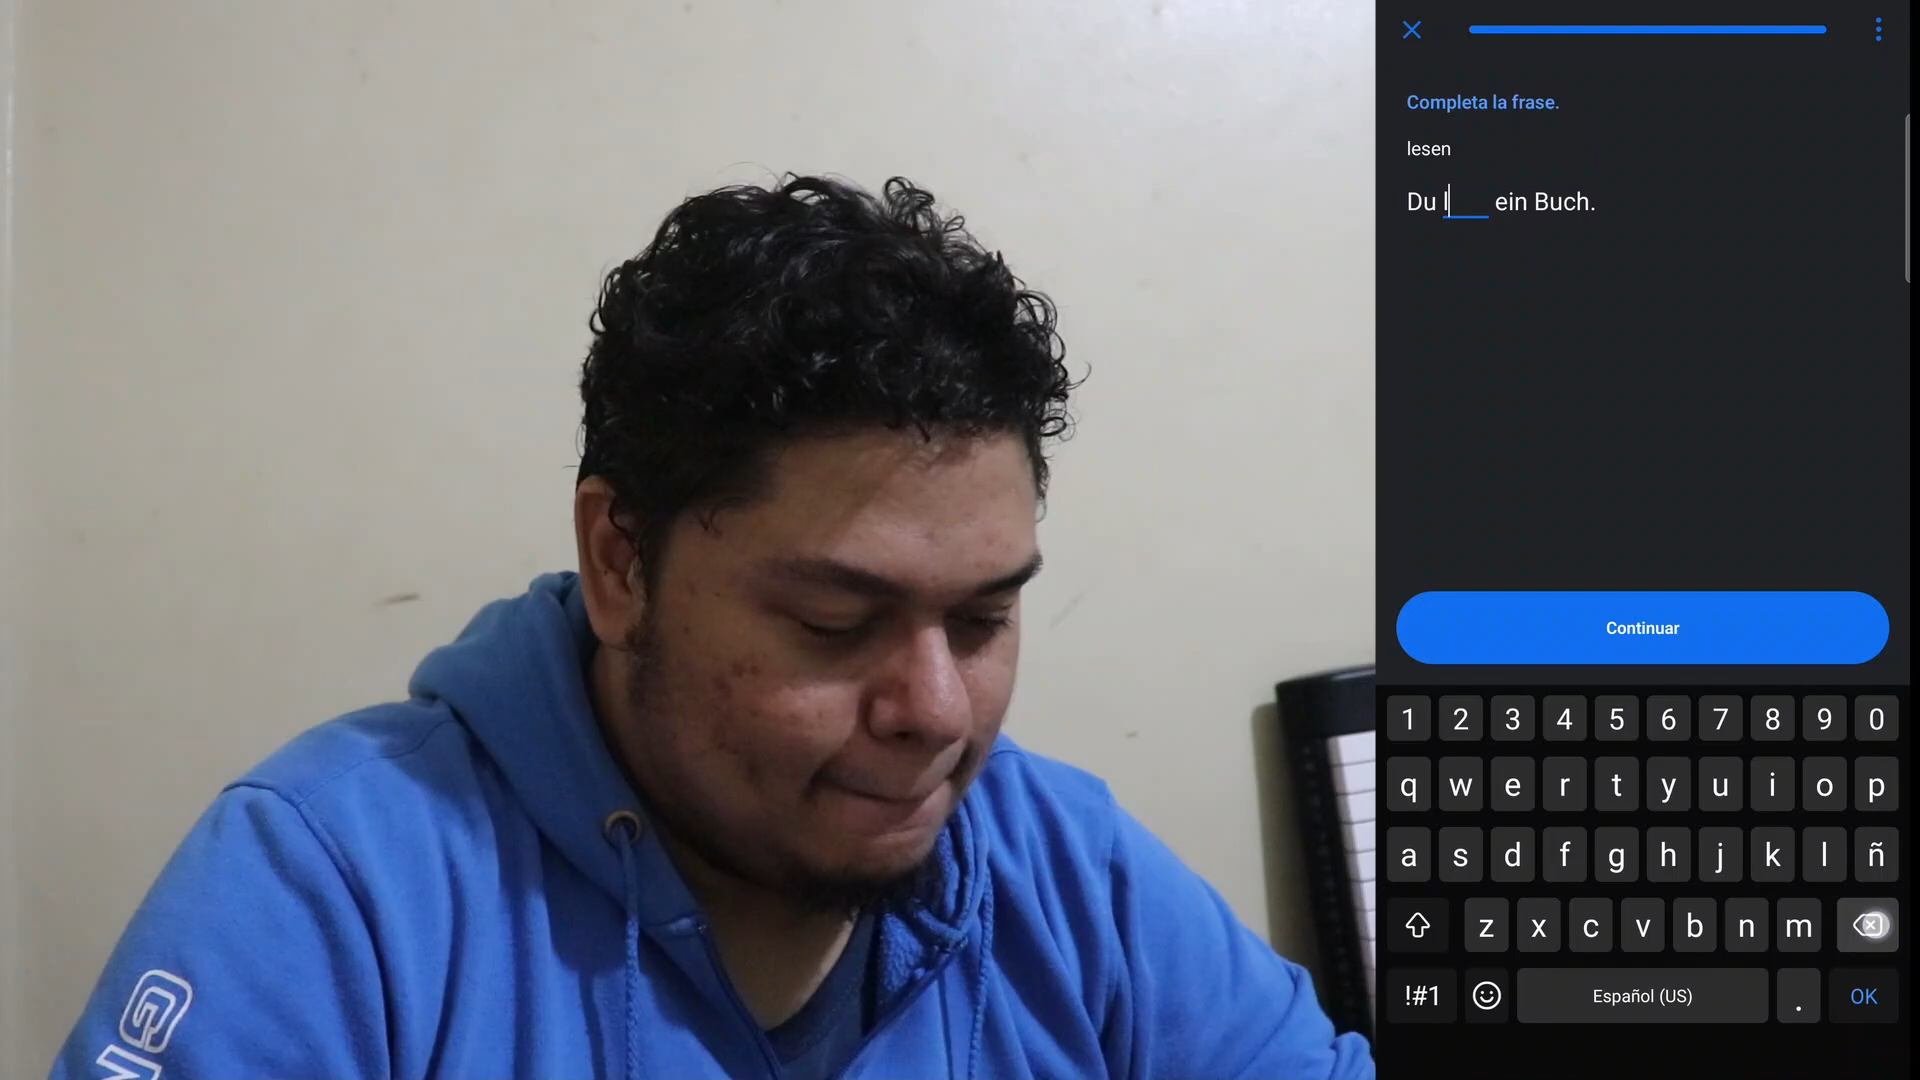 Completa la frase.
lesen
Du l____ ein Buch.
Continuar
1 2 3 4 5 6 7 8 9 0
q w e r t y u i o p
a s d f g h j k l ñ
z x c v b n m
!#1 Español (US) . OK